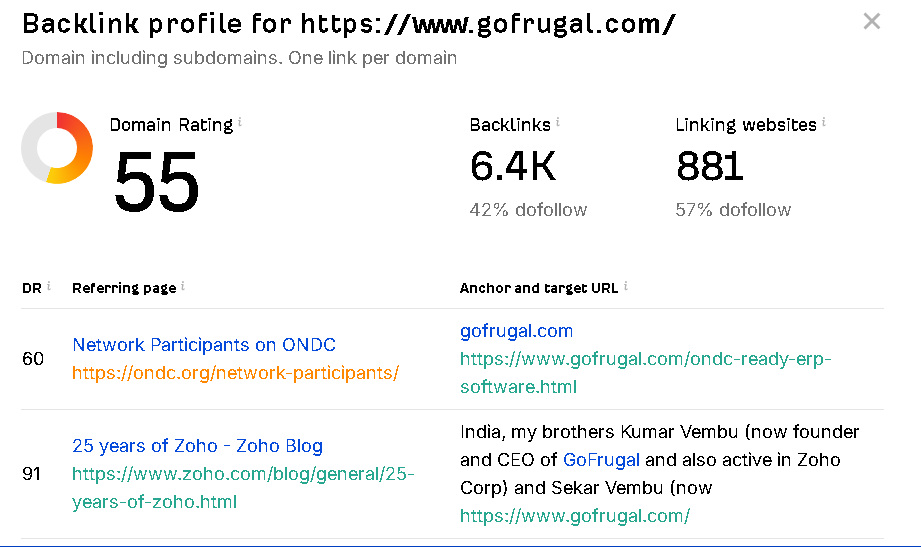 Backlink profile for https://www.gofrugal.com/
Domain including subdomains. One link per domain
Domain Rating i
55
Backlinks i
6.4K
42% dofollow
Linking websites i
881
57% dofollow
DR i Referring page i Anchor and target URL i
60
Network Participants on ONDC
https://ondc.org/network-participants/
gofrugal.com
https://www.gofrugal.com/ondc-ready-erp-
software.html
91
25 years of Zoho - Zoho Blog
https://www.zoho.com/blog/general/25-
years-of-zoho.html
India, my brothers Kumar Vembu (now founder
and CEO of GoFrugal and also active in Zoho
Corp) and Sekar Vembu (now
https://www.gofrugal.com/